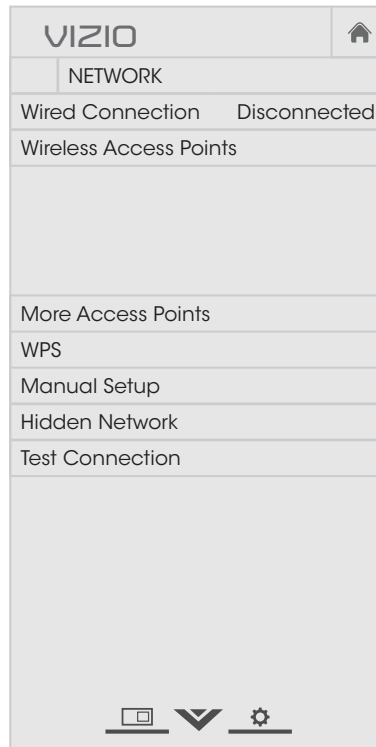 VIZIO
NETWORK
Wired Connection Disconnected
Wireless Access Points
More Access Points
WPS
Manual Setup
Hidden Network
Test Connection